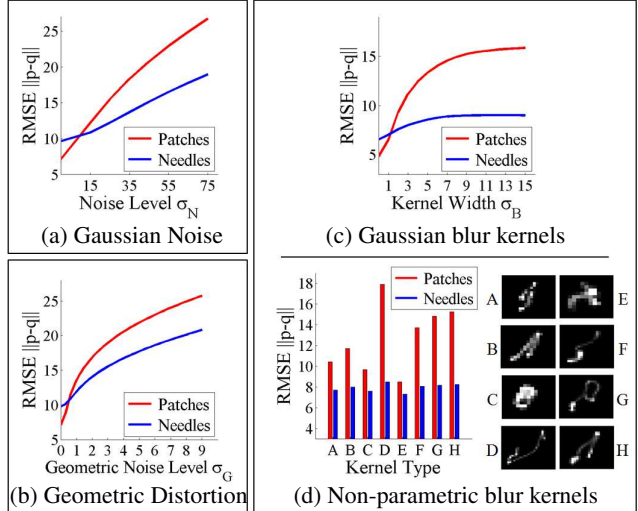 RMSE ||p-q||
25
20
15
10
5
Patches
Needles
15 35 55 75
Noise Level σN
(a) Gaussian Noise
RMSE ||p-q||
15
10
5
Patches
Needles
1 3 5 7 9 11 13 15
Kernel Width σB
(c) Gaussian blur kernels
RMSE ||p-q||
25
20
15
10
5
Patches
Needles
0 1 2 3 4 5 6 7 8 9
Geometric Noise Level σG
(b) Geometric Distortion
RMSE ||p-q||
18
16
14
12
10
8
6
4
Patches
Needles
A B C D E F G H
Kernel Type
A E
B F
C G
D H
(d) Non-parametric blur kernels